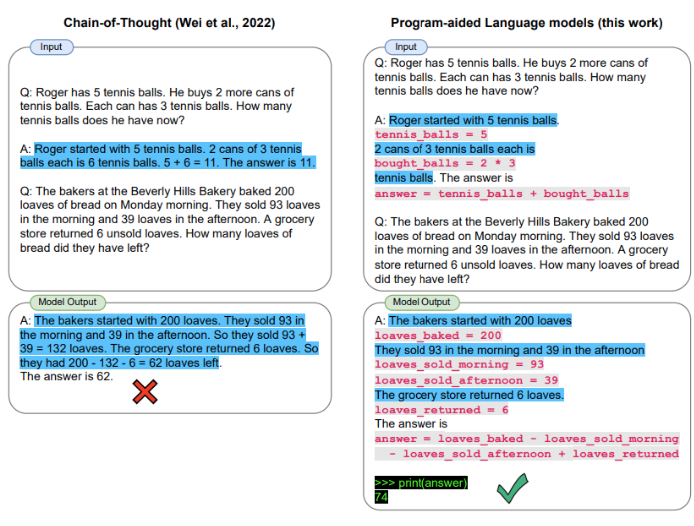 Chain-of-Thought (Wei et al., 2022)
Input
Q: Roger has 5 tennis balls. He buys 2 more cans of
tennis balls. Each can has 3 tennis balls. How many
tennis balls does he have now?
A: Roger started with 5 tennis balls. 2 cans of 3 tennis
balls each is 6 tennis balls. 5 + 6 = 11. The answer is 11.
Q: The bakers at the Beverly Hills Bakery baked 200
loaves of bread on Monday morning. They sold 93 loaves
in the morning and 39 loaves in the afternoon. A grocery
store returned 6 unsold loaves. How many loaves of
bread did they have left?
Model Output
A: The bakers started with 200 loaves. They sold 93 in
the morning and 39 in the afternoon. So they sold 93 +
39 = 132 loaves. The grocery store returned 6 loaves. So
they had 200 - 132 - 6 = 62 loaves left.
The answer is 62.
Program-aided Language models (this work)
Input
Q: Roger has 5 tennis balls. He buys 2 more cans of
tennis balls. Each can has 3 tennis balls. How many
tennis balls does he have now?
A: Roger started with 5 tennis balls.
tennis_balls = 5
2 cans of 3 tennis balls each is
bought_balls = 2 * 3
tennis balls. The answer is
answer = tennis_balls + bought_balls
Q: The bakers at the Beverly Hills Bakery baked 200
loaves of bread on Monday morning. They sold 93 loaves
in the morning and 39 loaves in the afternoon. A grocery
store returned 6 unsold loaves. How many loaves of bread
did they have left?
Model Output
A: The bakers started with 200 loaves
loaves_baked = 200
They sold 93 in the morning and 39 in the afternoon
loaves_sold_morning = 93
loaves_sold_afternoon = 39
The grocery store returned 6 loaves.
loaves_returned = 6
The answer is
answer = loaves_baked - loaves_sold_morning
- loaves_sold_afternoon + loaves_returned
>>> print(answer)
74